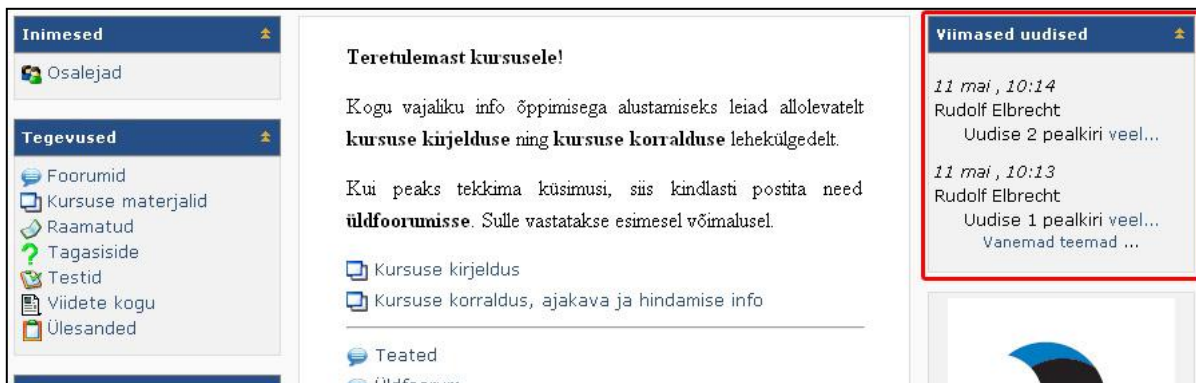 Inimesed
Osalejad
Tegevused
Foorumid
Kursuse materjalid
Raamatud
Tagasiside
Testid
Viidete kogu
Ülesanded
Teretulemast kursusele!
Kogu vajaliku info õppimisega alustamiseks leiad allolevatelt
kursuse kirjelduse ning kursuse korralduse lehekülgedelt.
Kui peaks tekkima küsimusi, siis kindlasti postita need
üldfoorumisse. Sulle vastatakse esimesel võimalusel.
Kursuse kirjeldus
Kursuse korraldus, ajakava ja hindamise info
Teated
Üldfoorum
Viimased uudised
11 mai , 10:14
Rudolf Elbrecht
Uudise 2 pealkiri veel...
11 mai , 10:13
Rudolf Elbrecht
Uudise 1 pealkiri veel...
Vanemad teemad ...